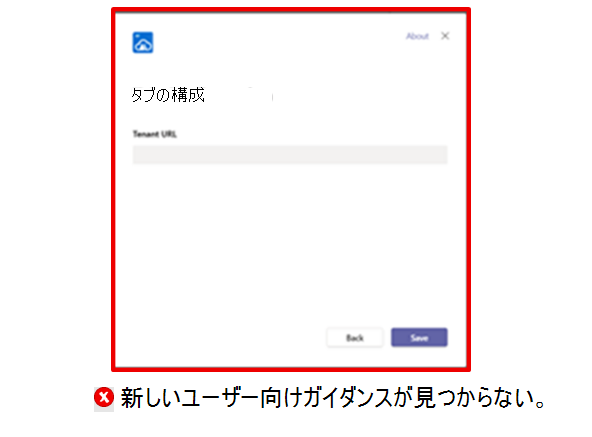 About
タブの構成
Tenant URL
Back
Save
新しいユーザー向けガイダンスが見つからない。